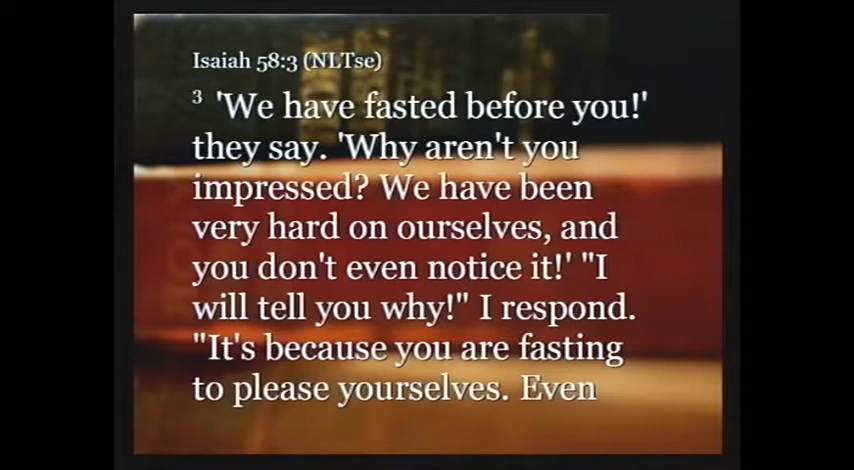 Isaiah 58:3 (NLTse)
3 'We have fasted before you!'
they say. 'Why aren't you
impressed? We have been
very hard on ourselves, and
you don't even notice it!' "I
will tell you why!" I respond.
"It's because you are fasting
to please yourselves. Even